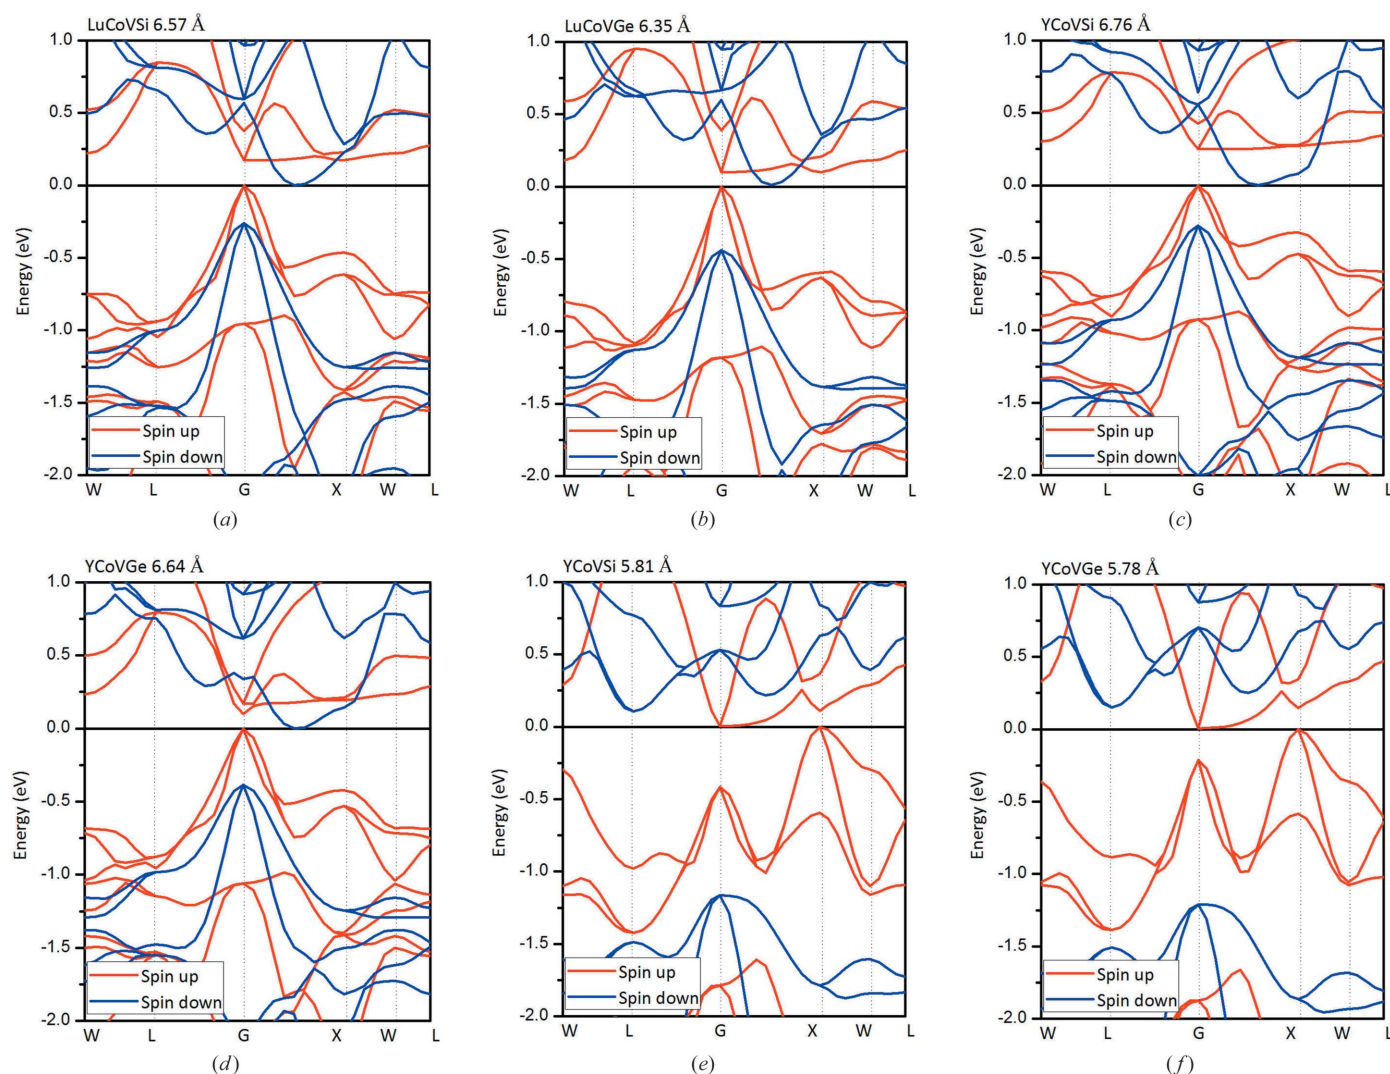 LuCoVSi 6.57 Å
1.0
0.5
0.0
-0.5
-1.0
-1.5
-2.0
Energy (eV)
Spin up
Spin down
W L G X W L
(a)
LuCoVGe 6.35 Å
1.0
0.5
0.0
-0.5
-1.0
-1.5
-2.0
Energy (eV)
Spin up
Spin down
W L G X W L
(b)
YCoVSi 6.76 Å
1.0
0.5
0.0
-0.5
-1.0
-1.5
-2.0
Energy (eV)
Spin up
Spin down
W L G X W L
(c)
YCoVGe 6.64 Å
1.0
0.5
0.0
-0.5
-1.0
-1.5
-2.0
Energy (eV)
Spin up
Spin down
W L G X W L
(d)
YCoVSi 5.81 Å
1.0
0.5
0.0
-0.5
-1.0
-1.5
-2.0
Energy (eV)
Spin up
Spin down
W L G X W L
(e)
YCoVGe 5.78 Å
1.0
0.5
0.0
-0.5
-1.0
-1.5
-2.0
Energy (eV)
Spin up
Spin down
W L G X W L
(f)